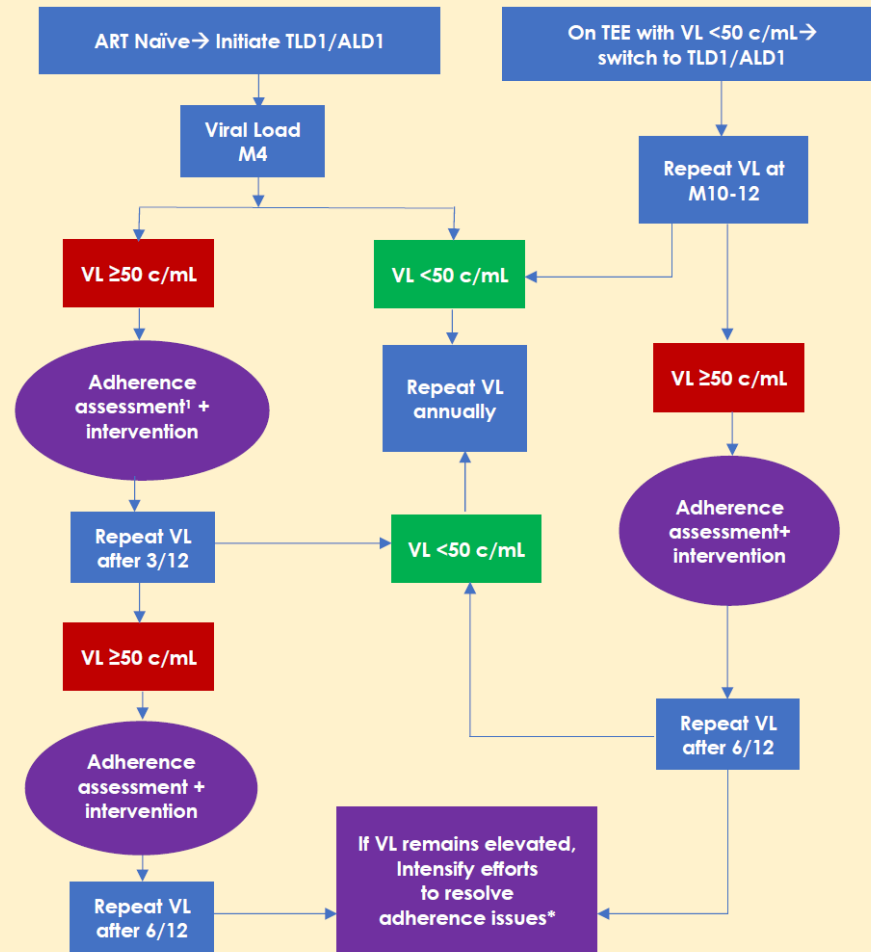 ART Naïve→ Initiate TLD1/ALD1
On TEE with VL <50 c/mL→
switch to TLD1/ALD1
Viral Load
M4
Repeat VL at
M10-12
VL ≥50 c/mL
VL <50 c/mL
Adherence
assessment¹ +
intervention
Repeat VL
annually
VL ≥50 c/mL
Repeat VL
after 3/12
VL <50 c/mL
Adherence
assessment+
intervention
VL ≥50 c/mL
Adherence
assessment +
intervention
Repeat VL
after 6/12
If VL remains elevated,
Intensify efforts
to resolve
adherence issues*
Repeat VL
after 6/12